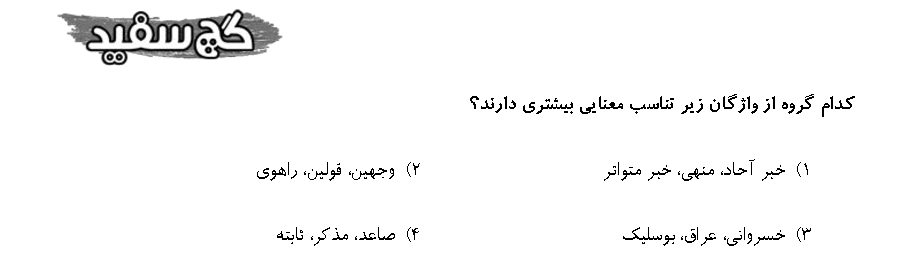 گچ سفید
کدام گروه از واژگان زیر تناسب معنایی بیشتری دارند؟
۱) خبر آحاد، منهی، خبر متواتر ۲) وجهین، قولین، راهوی
۳) خسروانی، عراق، بوسلیک ۴) صاعد، مذکر، ثابته